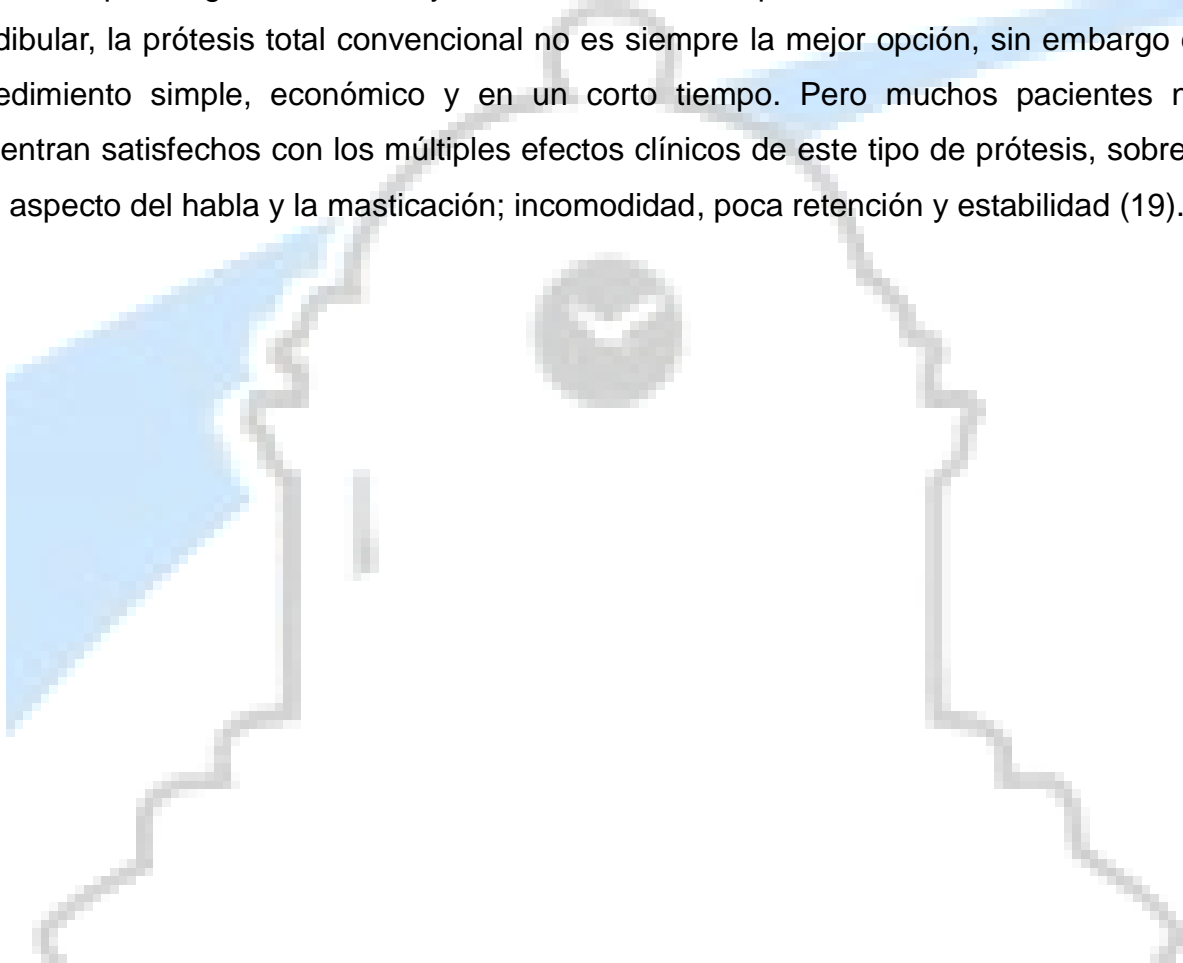 dibular, la prótesis total convencional no es siempre la mejor opción, sin embargo
edimiento simple, económico y en un corto tiempo. Pero muchos pacientes
entran satisfechos con los múltiples efectos clínicos de este tipo de prótesis, sobre
aspecto del habla y la masticación; incomodidad, poca retención y estabilidad (19).